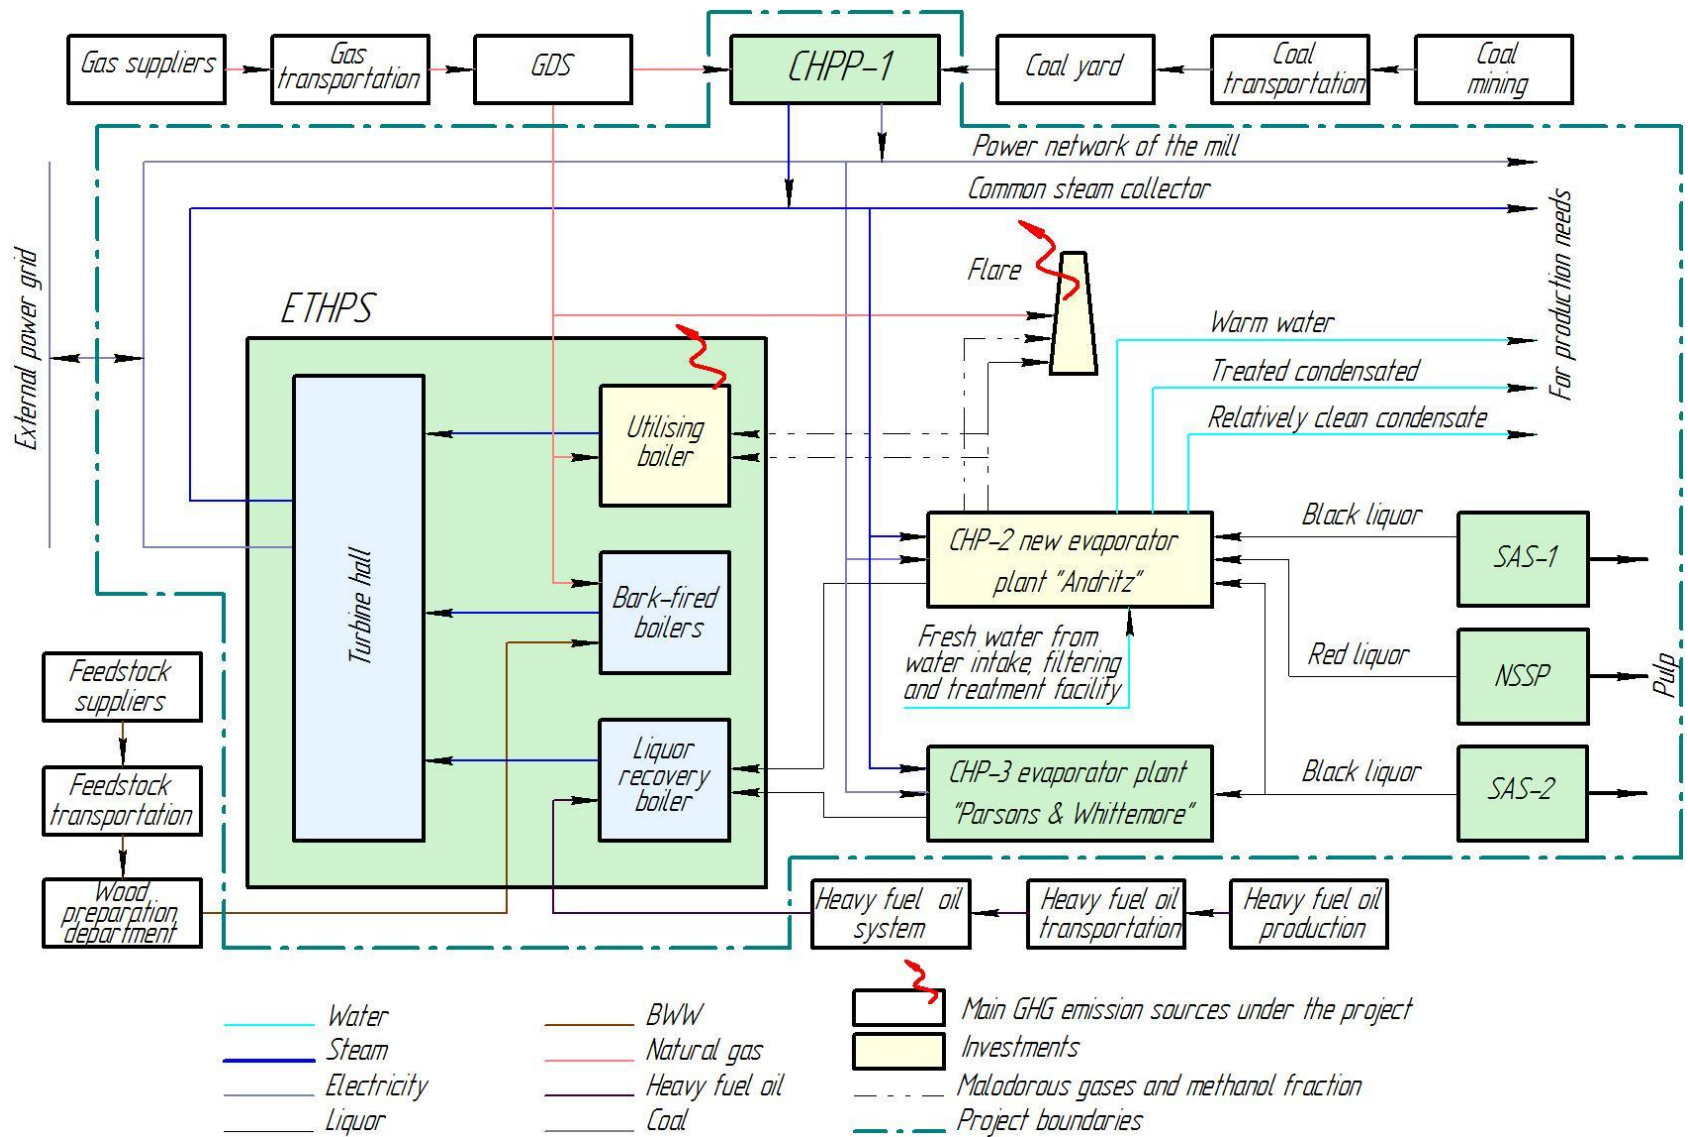 Gas suppliers
Gas
transportation
GDS
CHPP-1
Coal yard
Coal
transportation
Coal
mining
Power network of the mill
Common steam collector
External power grid
For production needs
Flare
ETHPS
Warm water
Treated condensated
Relatively clean condensate
Turbine hall
Utilising
boiler
Bark-fired
boilers
Liquor
recovery
boiler
CHP-2 new evaporator
plant "Andritz"
Black liquor
SAS-1
Fresh water from
water intake, filtering
and treatment facility
Red liquor
NSSP
Pulp
CHP-3 evaporator plant
"Parsons & Whittemore"
Black liquor
SAS-2
Feedstock
suppliers
Feedstock
transportation
Wood
preparation
department
Heavy fuel oil
system
Heavy fuel oil
transportation
Heavy fuel oil
production
Water
Steam
Electricity
Liquor
BWW
Natural gas
Heavy fuel oil
Coal
Main GHG emission sources under the project
Investments
Malodorous gases and methanol fraction
Project boundaries